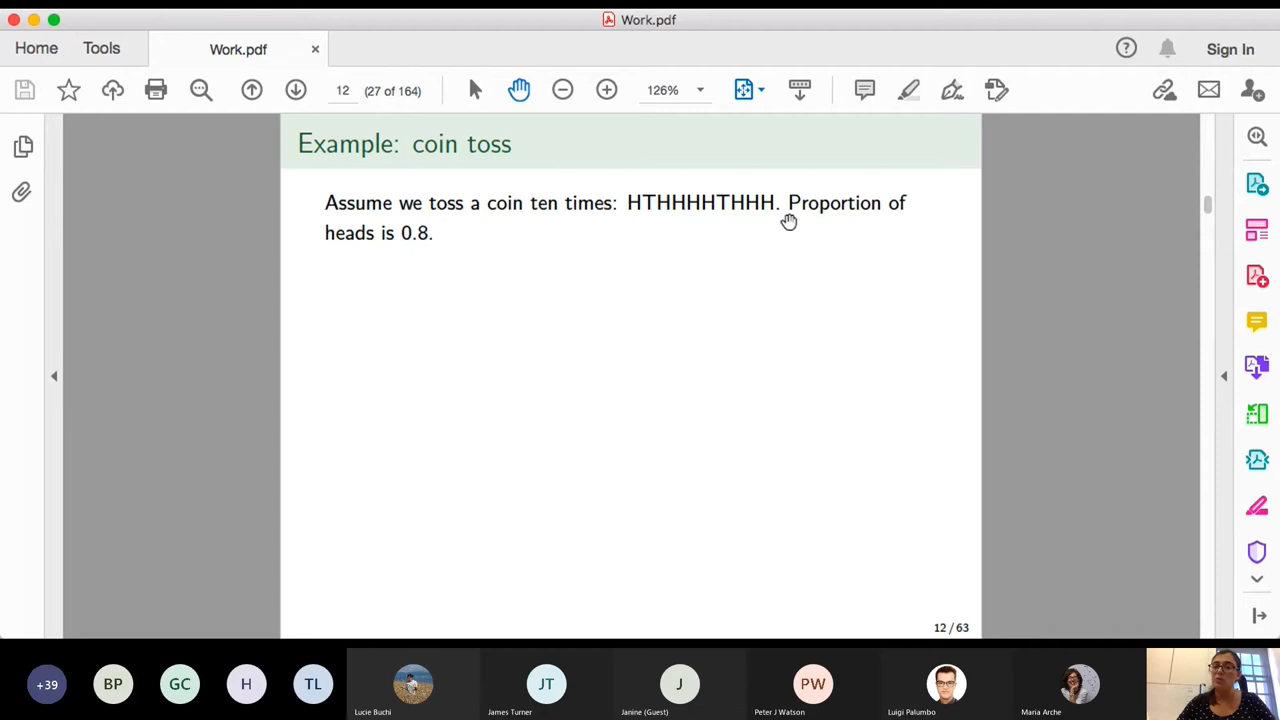 Work.pdf
Home Tools Work.pdf × Sign In
12 (27 of 164) 126%
Example: coin toss
Assume we toss a coin ten times: HTHHHHTHHH. Proportion of
heads is 0.8.
12 / 63
+39 BP GC H TL JT J PW
Lucie Buchi James Turner Janine (Guest) Peter J Watson Luigi Palumbo Maria Arche